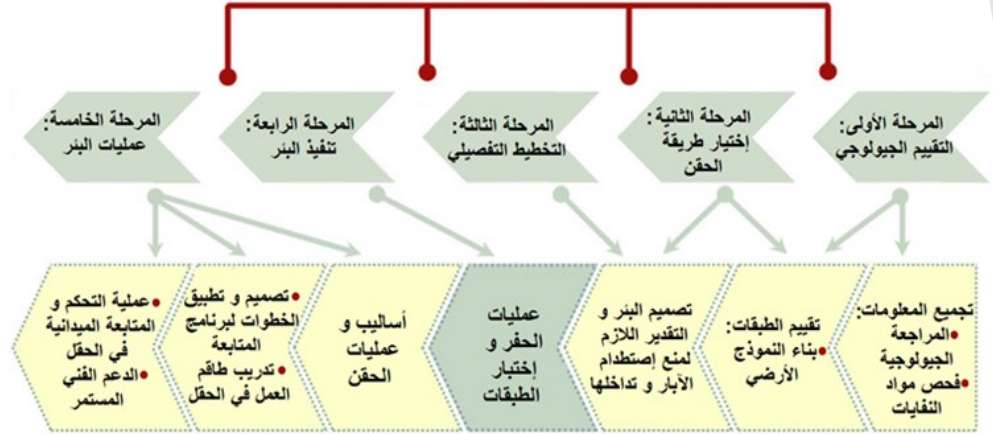 المرحلة الأولى:
التقييم الجيولوجي
المرحلة الثانية:
إختيار طريقة
الحقن
المرحلة الثالثة:
التخطيط التفصيلي
المرحلة الرابعة:
تنفيذ البئر
المرحلة الخامسة:
عمليات البئر
تجميع المعلومات:
•المراجعة
الجيولوجية
•فحص مواد
النفايات
تقييم الطبقات:
•بناء النموذج
الأرضي
تصميم البئر و
التقدير اللازم
لمنع إصتطدام
الآبار و تداخلها
عمليات
الحفر و
إختبار
الطبقات
أساليب و
عمليات
الحقن
•تصميم و تطبيق
الخطوات لبرنامج
المتابعة
•تدريب طاقم
العمل في الحقل
•عملية التحكم و
المتابعة الميدانية
في الحقل
•الدعم الفني
المستمر